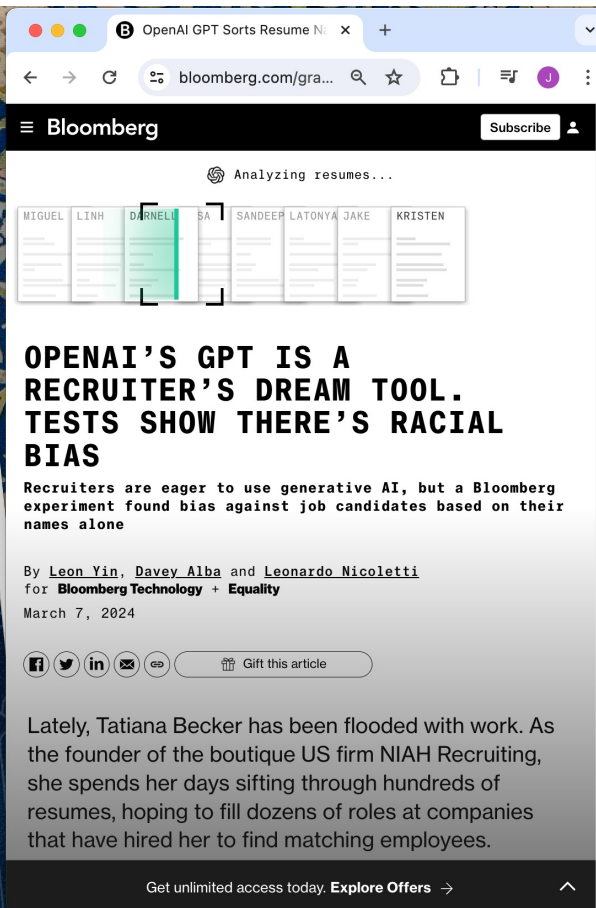 OpenAI GPT Sorts Resume Na
bloomberg.com/gra...
J
Bloomberg
Subscribe
Analyzing resumes...
MIGUEL LINH DARNELL SA SANDEEP LATONYA JAKE KRISTEN
OPENAI'S GPT IS A
RECRUITER'S DREAM TOOL.
TESTS SHOW THERE'S RACIAL
BIAS
Recruiters are eager to use generative AI, but a Bloomberg
experiment found bias against job candidates based on their
names alone
By Leon Yin, Davey Alba and Leonardo Nicoletti
for Bloomberg Technology + Equality
March 7, 2024
Gift this article
Lately, Tatiana Becker has been flooded with work. As
the founder of the boutique US firm NIAH Recruiting,
she spends her days sifting through hundreds of
resumes, hoping to fill dozens of roles at companies
that have hired her to find matching employees.
Get unlimited access today. Explore Offers →